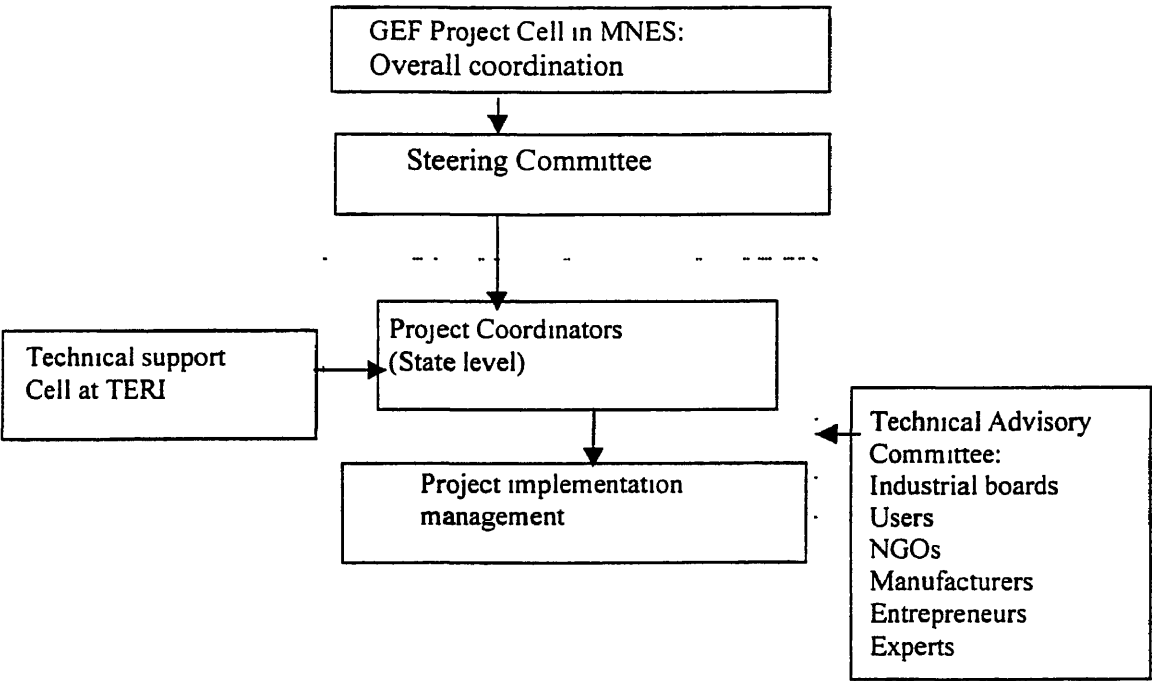 GEF Project Cell in MNES:
Overall coordination
Steering Committee
Project Coordinators
(State level)
Technical support
Cell at TERI
Technical Advisory
Committee:
Industrial boards
Users
NGOs
Manufacturers
Entrepreneurs
Experts
Project implementation
management